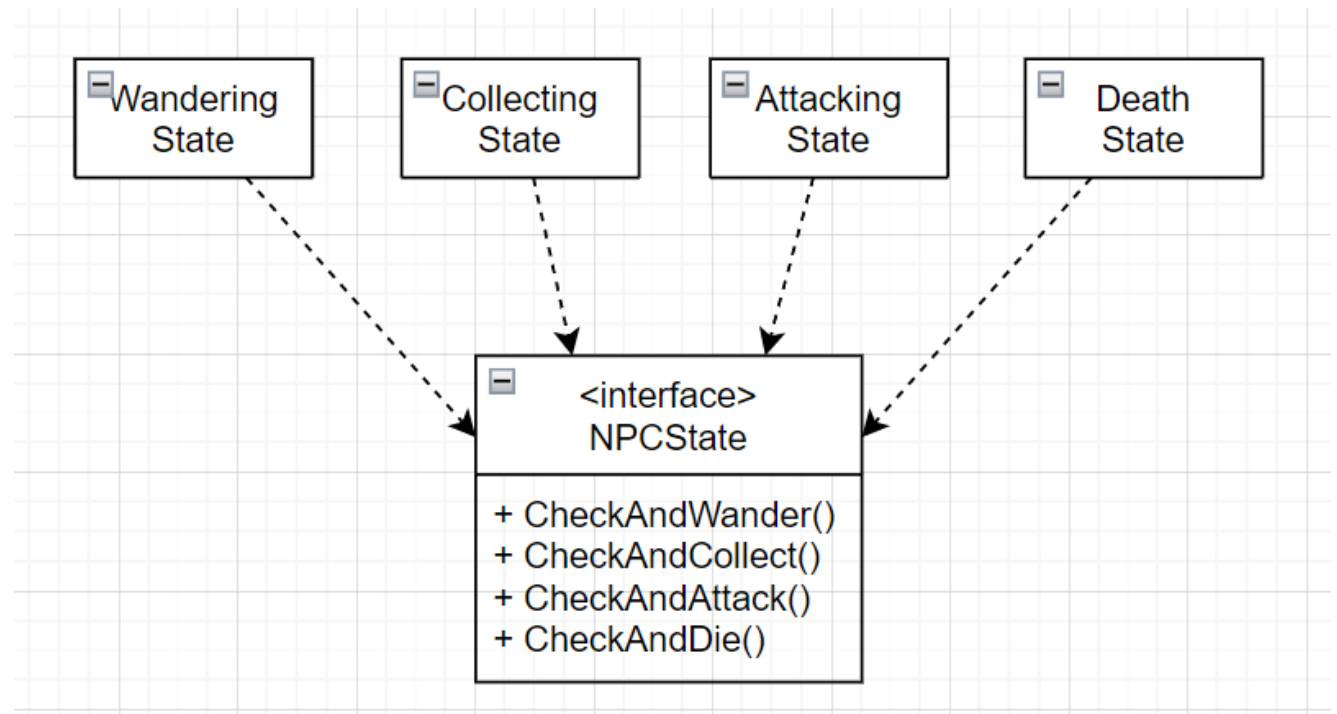 Wandering
State
Collecting
State
Attacking
State
Death
State
<interface>
NPCState
+ CheckAndWander()
+ CheckAndCollect()
+ CheckAndAttack()
+ CheckAndDie()